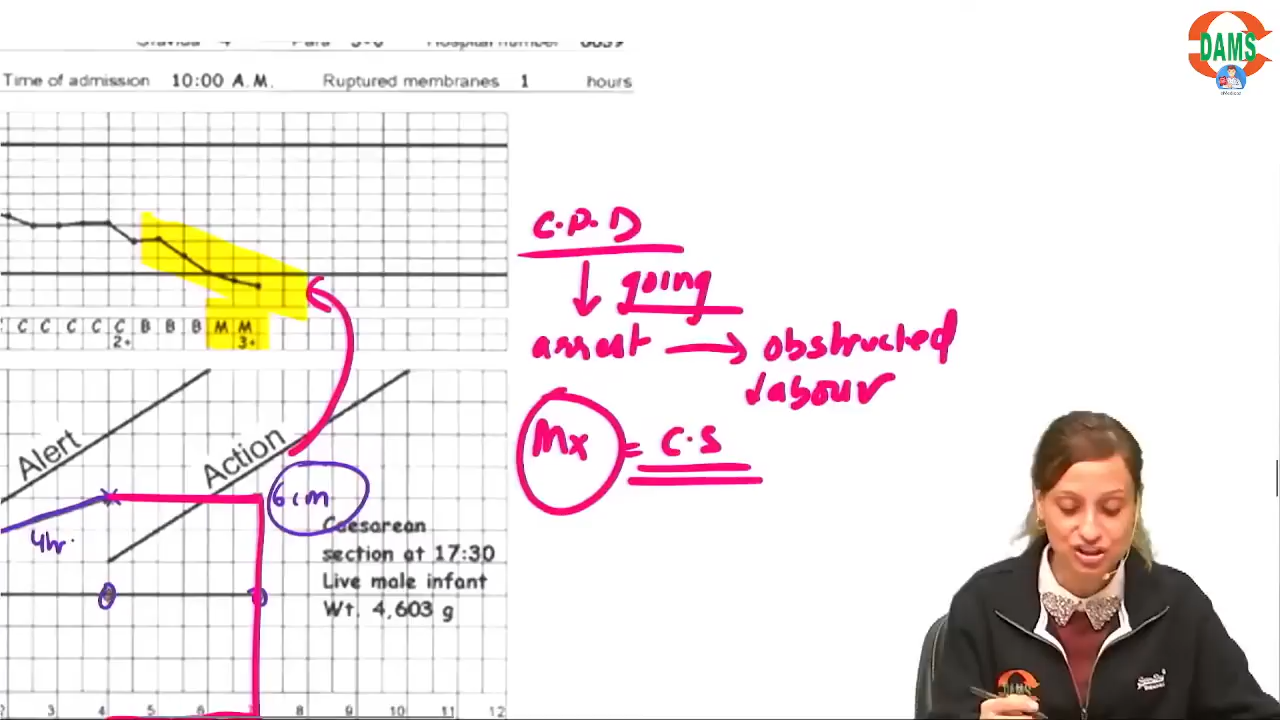 DAMS
Time of admission 10:00 A.M. Ruptured membranes 1 hours
C C C C C B B B M M
2+ 3+
Alert
Action
4hr.
6cm
Caesarean
section at 17:30
Live male infant
Wt. 4,603 g
2 3 4 5 6 7 8 9 10 11 12
C.P.D
going
arrest → obstructed
labour
Mx = C.S
DAMS